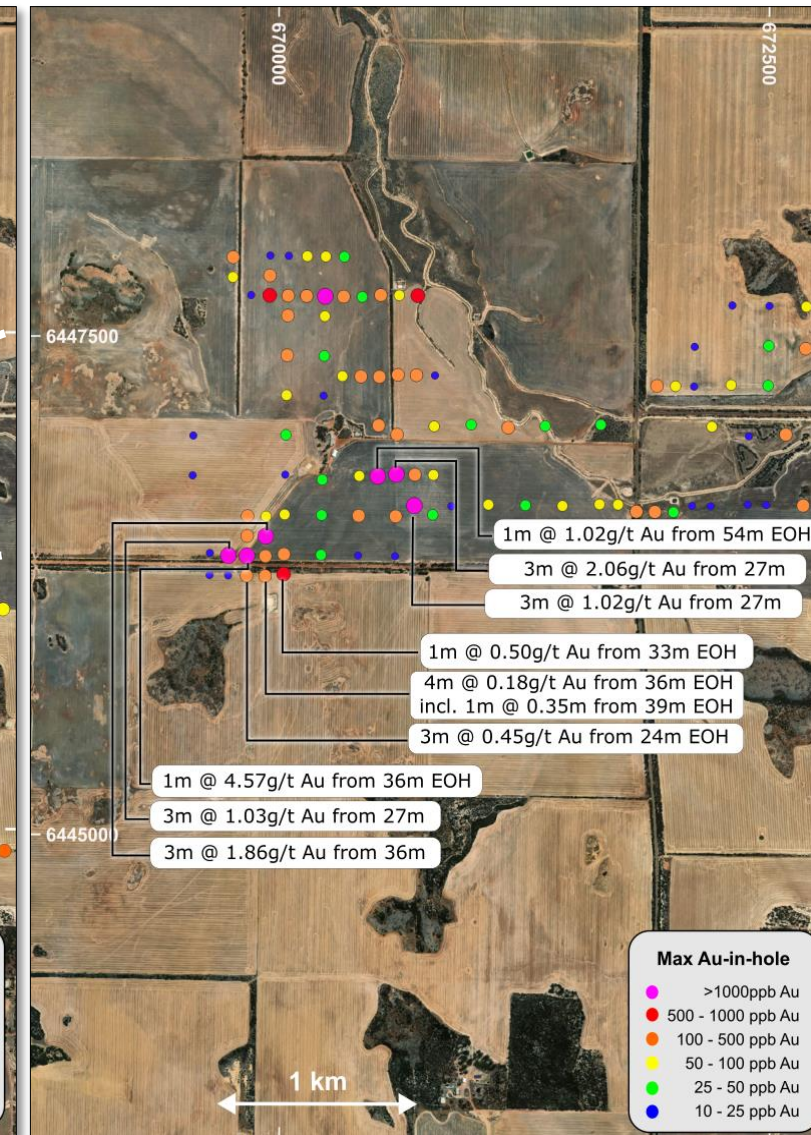 670000
672500
6447500
1m @ 1.02g/t Au from 54m EOH
3m @ 2.06g/t Au from 27m
3m @ 1.02g/t Au from 27m
1m @ 0.50g/t Au from 33m EOH
4m @ 0.18g/t Au from 36m EOH
incl. 1m @ 0.35m from 39m EOH
3m @ 0.45g/t Au from 24m EOH
1m @ 4.57g/t Au from 36m EOH
3m @ 1.03g/t Au from 27m
6445000
3m @ 1.86g/t Au from 36m
Max Au-in-hole
>1000ppb Au
500 - 1000 ppb Au
100 - 500 ppb Au
50 - 100 ppb Au
25 - 50 ppb Au
10 - 25 ppb Au
1 km